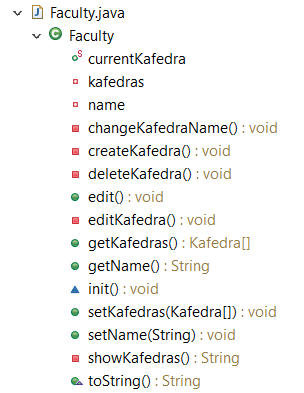 Faculty.java
Faculty
currentKafedra
kafedras
name
changeKafedraName() : void
createKafedra() : void
deleteKafedra() : void
edit() : void
editKafedra() : void
getKafedras() : Kafedra[]
getName() : String
init() : void
setKafedras(Kafedra[]) : void
setName(String) : void
showKafedras() : String
toString() : String